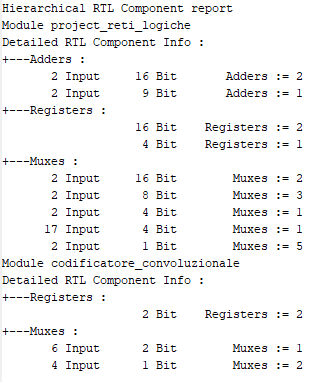 Hierarchical RTL Component report
Module project_reti_logiche
Detailed RTL Component Info :
+---Adders :
2 Input 16 Bit Adders := 2
2 Input 9 Bit Adders := 1
+---Registers :
16 Bit Registers := 2
4 Bit Registers := 1
+---Muxes :
2 Input 16 Bit Muxes := 2
2 Input 8 Bit Muxes := 3
2 Input 4 Bit Muxes := 1
17 Input 4 Bit Muxes := 1
2 Input 1 Bit Muxes := 5
Module codificatore_convoluzionale
Detailed RTL Component Info :
+---Registers :
2 Bit Registers := 2
+---Muxes :
6 Input 2 Bit Muxes := 1
4 Input 1 Bit Muxes := 2